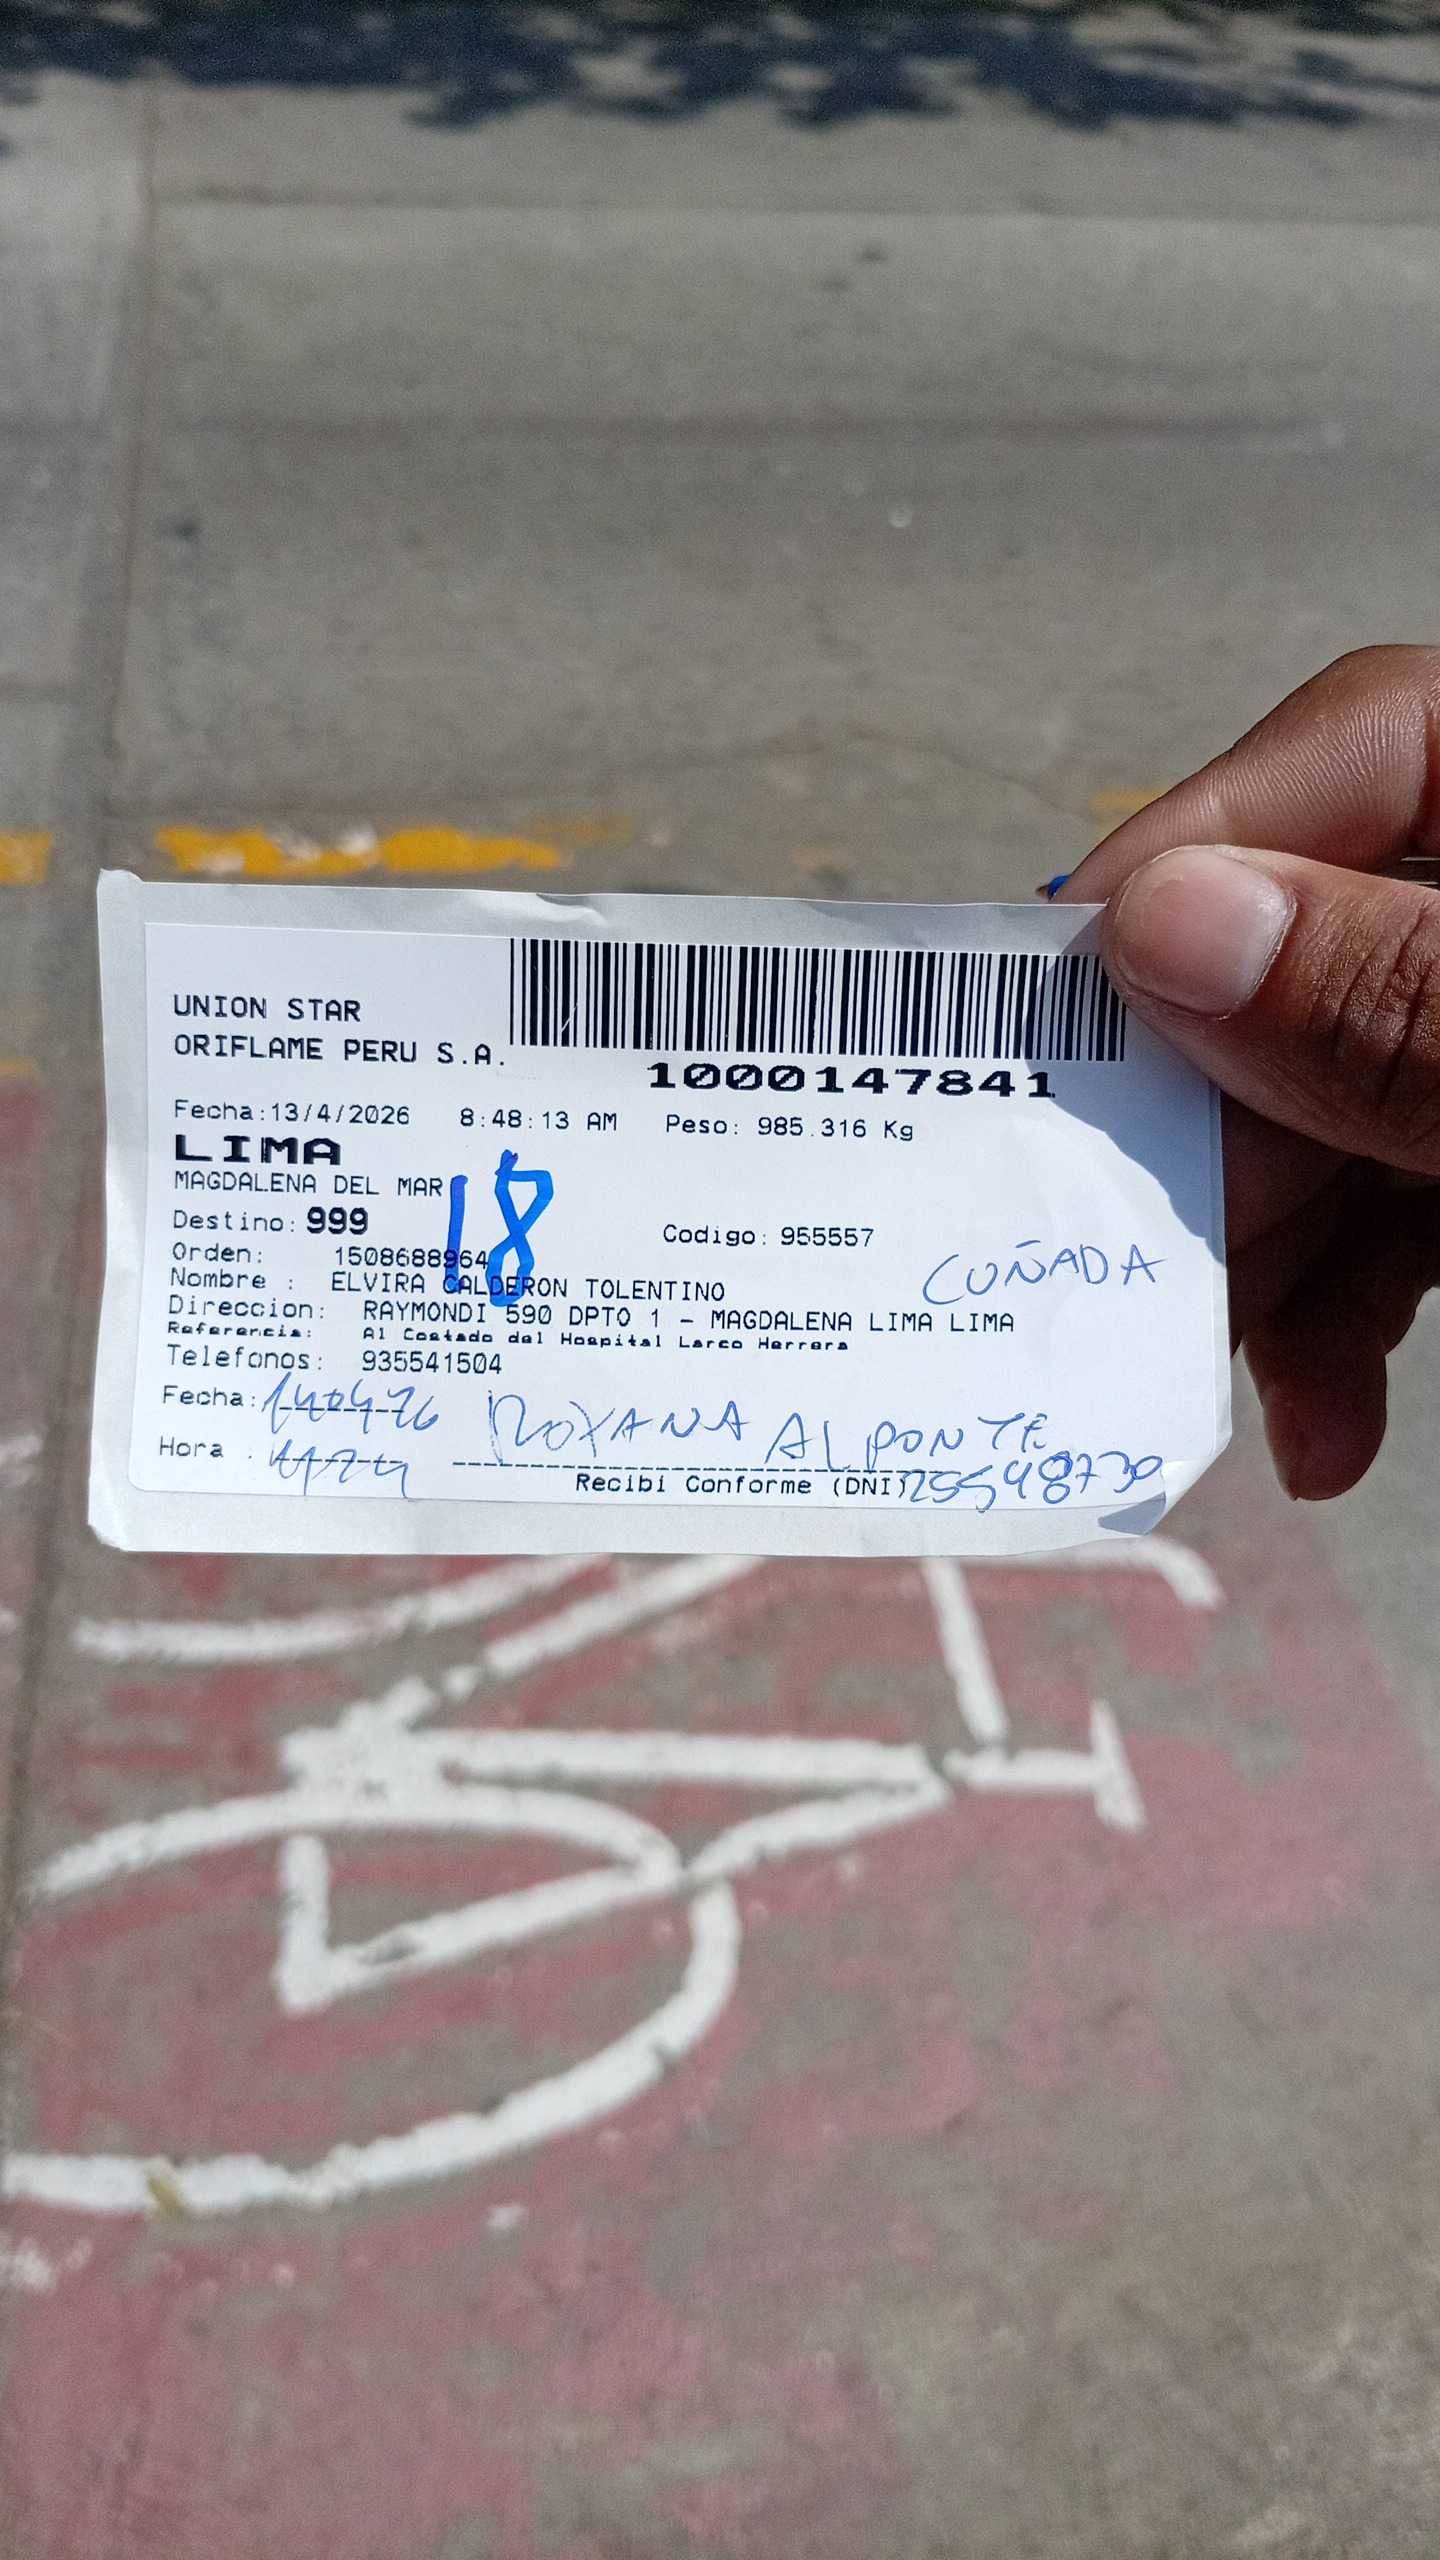 UNION STAR
ORIFLAME PERU S.A.
1000147841
Fecha:13/4/2026 8:48:13 AM Peso: 985.316 Kg
LIMA
MAGDALENA DEL MAR
18
Destino: 999 Codigo: 955557
Orden: 1508688964
CUÑADA
Nombre : ELVIRA CALDERON TOLENTINO
Direccion: RAYMONDI 590 DPTO 1 - MAGDALENA LIMA LIMA
Referencia: Al Costado del Hospital Larco Herrera
Telefonos: 935541504
Fecha: ROXANA ALPONTE
Hora :
Recibi Conforme (DNI) 25548730